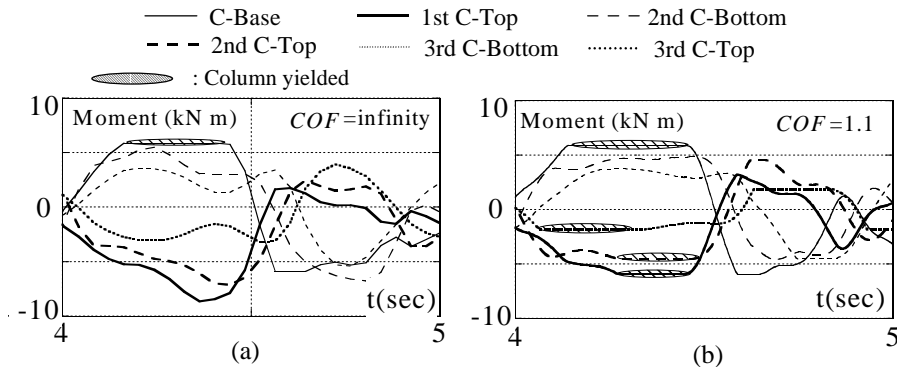 C-Base 1st C-Top 2nd C-Bottom
2nd C-Top 3rd C-Bottom 3rd C-Top
: Column yielded
10
Moment (kN m) COF=infinity
0
-10
t(sec)
4 5
(a)
10
Moment (kN m) COF=1.1
0
-10
t(sec)
4 5
(b)